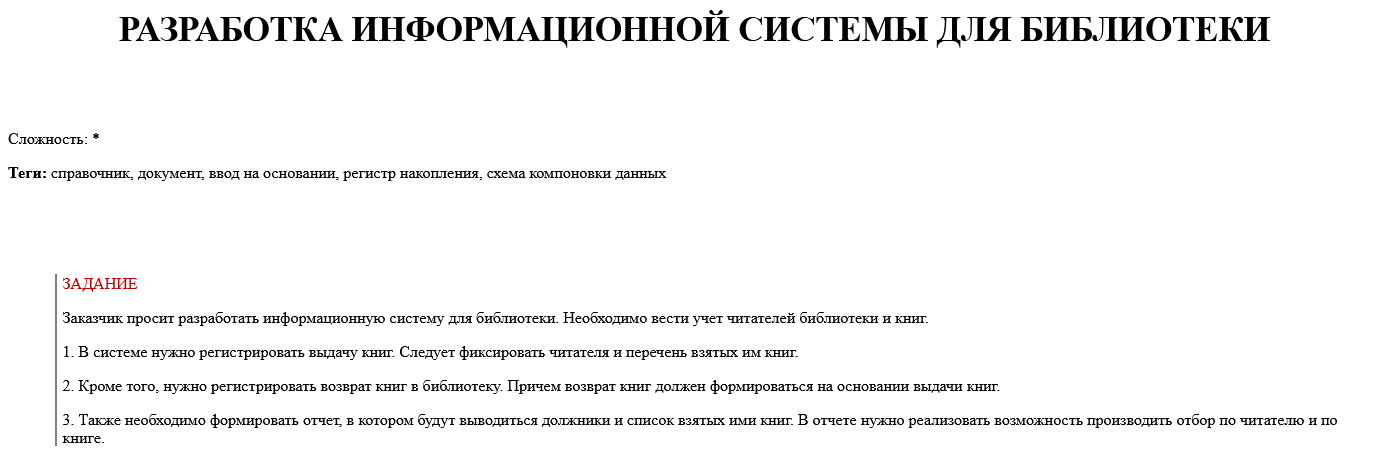 РАЗРАБОТКА ИНФОРМАЦИОННОЙ СИСТЕМЫ ДЛЯ БИБЛИОТЕКИ
Сложность: *
Теги: справочник, документ, ввод на основании, регистр накопления, схема компоновки данных
ЗАДАНИЕ
Заказчик просит разработать информационную систему для библиотеки. Необходимо вести учет читателей библиотеки и книг.
1. В системе нужно регистрировать выдачу книг. Следует фиксировать читателя и перечень взятых им книг.
2. Кроме того, нужно регистрировать возврат книг в библиотеку. Причем возврат книг должен формироваться на основании выдачи книг.
3. Также необходимо формировать отчет, в котором будут выводиться должники и список взятых ими книг. В отчете нужно реализовать возможность производить отбор по читателю и по
книге.